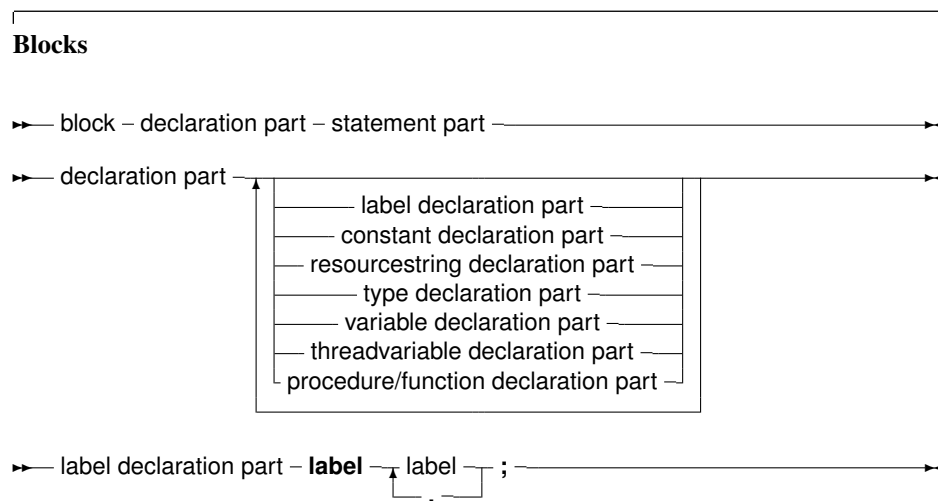 Blocks
block declaration part statement part
declaration part
label declaration part
constant declaration part
resourcestring declaration part
type declaration part
variable declaration part
threadvariable declaration part
procedure/function declaration part
label declaration part label label ;
,